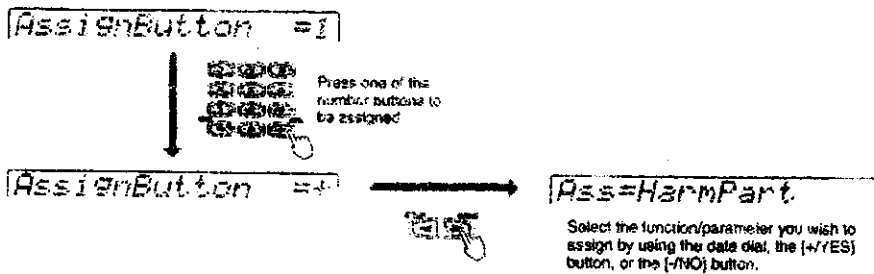 AssignButton =1
Press one of the
number buttons to
be assigned
AssignButton =+
Ass=HarmPart
Select the function/parameter you wish to
assign by using the data dial, the [+/YES]
button, or the [-/NO] button.